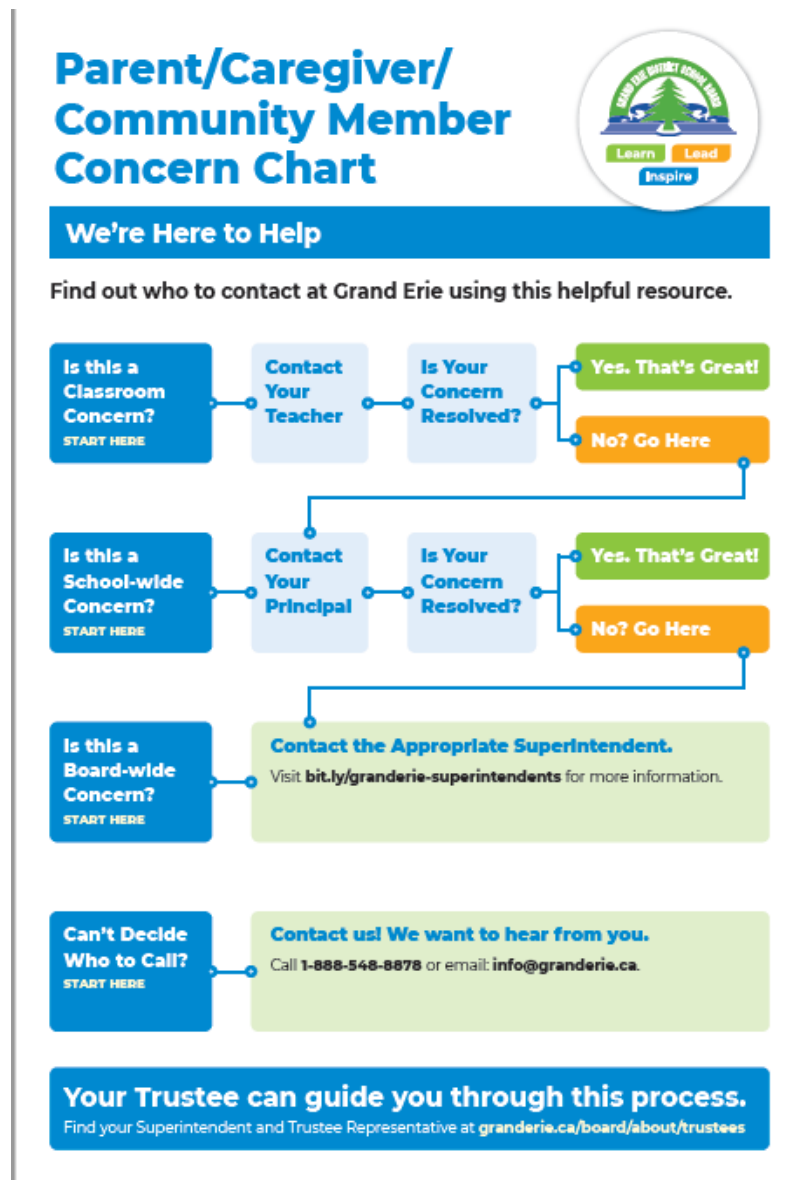 Parent/Caregiver/
Community Member
Concern Chart
GRAND ERIE DISTRICT SCHOOL BOARD
Learn Lead
Inspire
We're Here to Help
Find out who to contact at Grand Erie using this helpful resource.
Is this a
Classroom
Concern?
START HERE
Contact
Your
Teacher
Is Your
Concern
Resolved?
Yes. That's Great!
No? Go Here
Is this a
School-wide
Concern?
START HERE
Contact
Your
Principal
Is Your
Concern
Resolved?
Yes. That's Great!
No? Go Here
Is this a
Board-wide
Concern?
START HERE
Contact the Appropriate Superintendent.
Visit bit.ly/granderie-superintendents for more information.
Can't Decide
Who to Call?
START HERE
Contact us! We want to hear from you.
Call 1-888-548-8878 or email: info@granderie.ca.
Your Trustee can guide you through this process.
Find your Superintendent and Trustee Representative at granderie.ca/board/about/trustees